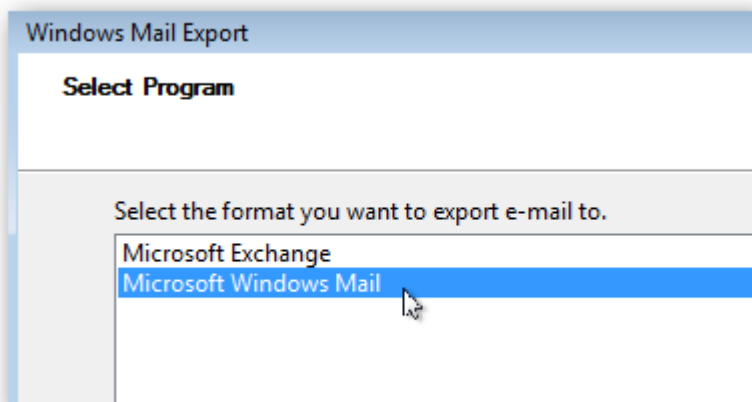 Windows Mail Export
Select Program
Select the format you want to export e-mail to.
Microsoft Exchange
Microsoft Windows Mail